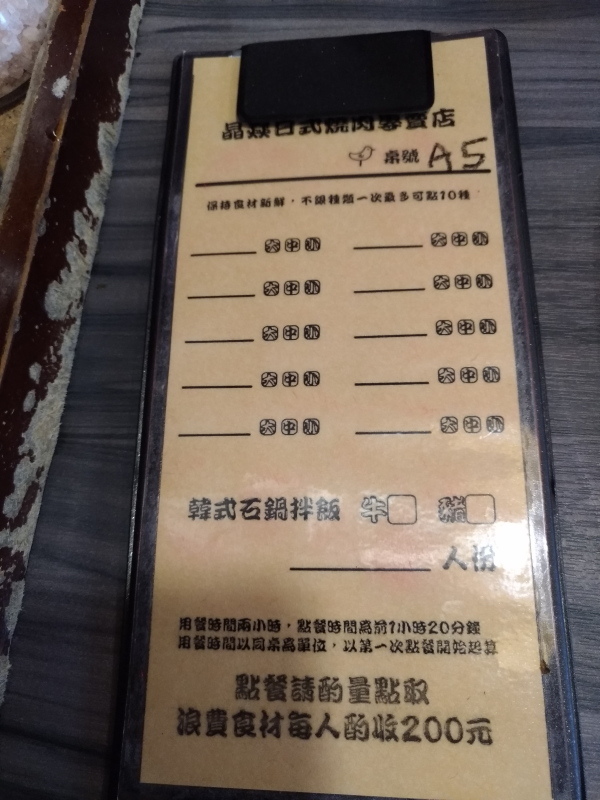 晶焿日式燒肉專賣店
桌號 A5
保持食材新鮮，不限種類一次最多可點10種
大中小 大中小
大中小 大中小
大中小 大中小
大中小 大中小
大中小 大中小
韓式石鍋拌飯 牛 豬
人份
用餐時間兩小時，點餐時間為前1小時20分鐘
用餐時間以同桌為單位，以第一次點餐開始起算
點餐請酌量點取
浪費食材每人酌收200元